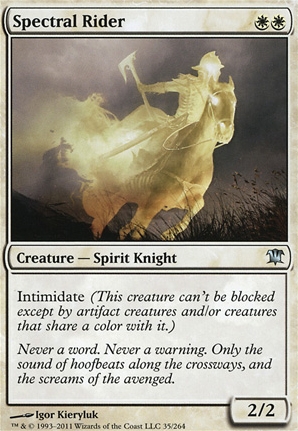 Spectral Rider
Creature — Spirit Knight
Intimidate (This creature can't be blocked
except by artifact creatures and/or creatures
that share a color with it.)
Never a word. Never a warning. Only the
sound of hoofbeats along the crossways, and
the screams of the avenged.
Igor Kieryluk
™ & © 1993–2011 Wizards of the Coast LLC 35/264
2/2